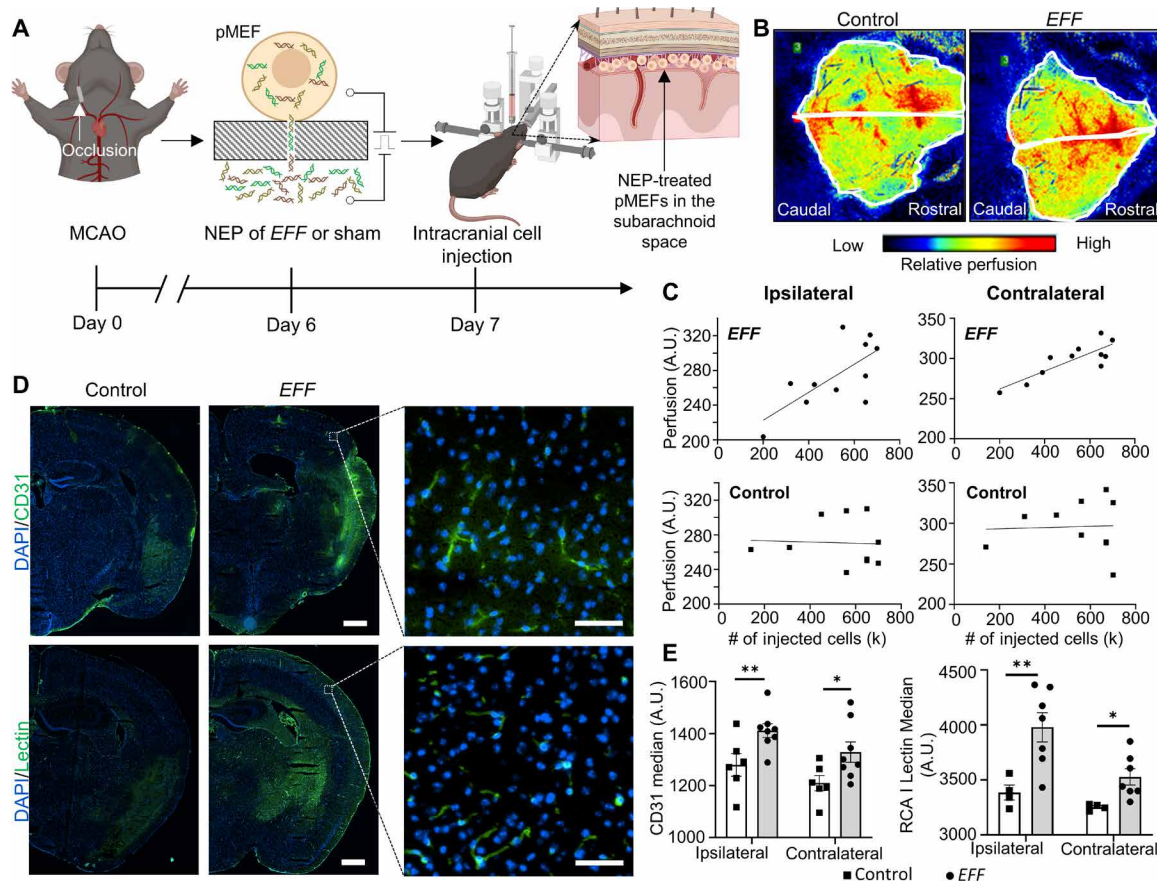 A
pMEF
Occlusion
MCAO
NEP of EFF or sham
Intracranial cell
injection
NEP-treated
pMEFs in the
subarachnoid
space
Day 0
Day 6
Day 7
B
Control
EFF
3
3
Caudal
Rostral
Caudal
Rostral
Low
High
Relative perfusion
C
Ipsilateral
Contralateral
EFF
Perfusion (A.U.)
320
280
240
200
0 200 400 600 800
350
300
250
200
0 200 400 600 800
Control
Perfusion (A.U.)
320
280
240
200
0 200 400 600 800
# of injected cells (k)
Control
350
300
250
200
0 200 400 600 800
# of injected cells (k)
D
Control
EFF
DAPI/CD31
DAPI/Lectin
E
CD31 median (A.U.)
1600
1400
1200
1000
**
*
Ipsilateral
Contralateral
RCA I Lectin Median
(A.U.)
4500
4000
3500
3000
**
*
Ipsilateral
Contralateral
Control
EFF